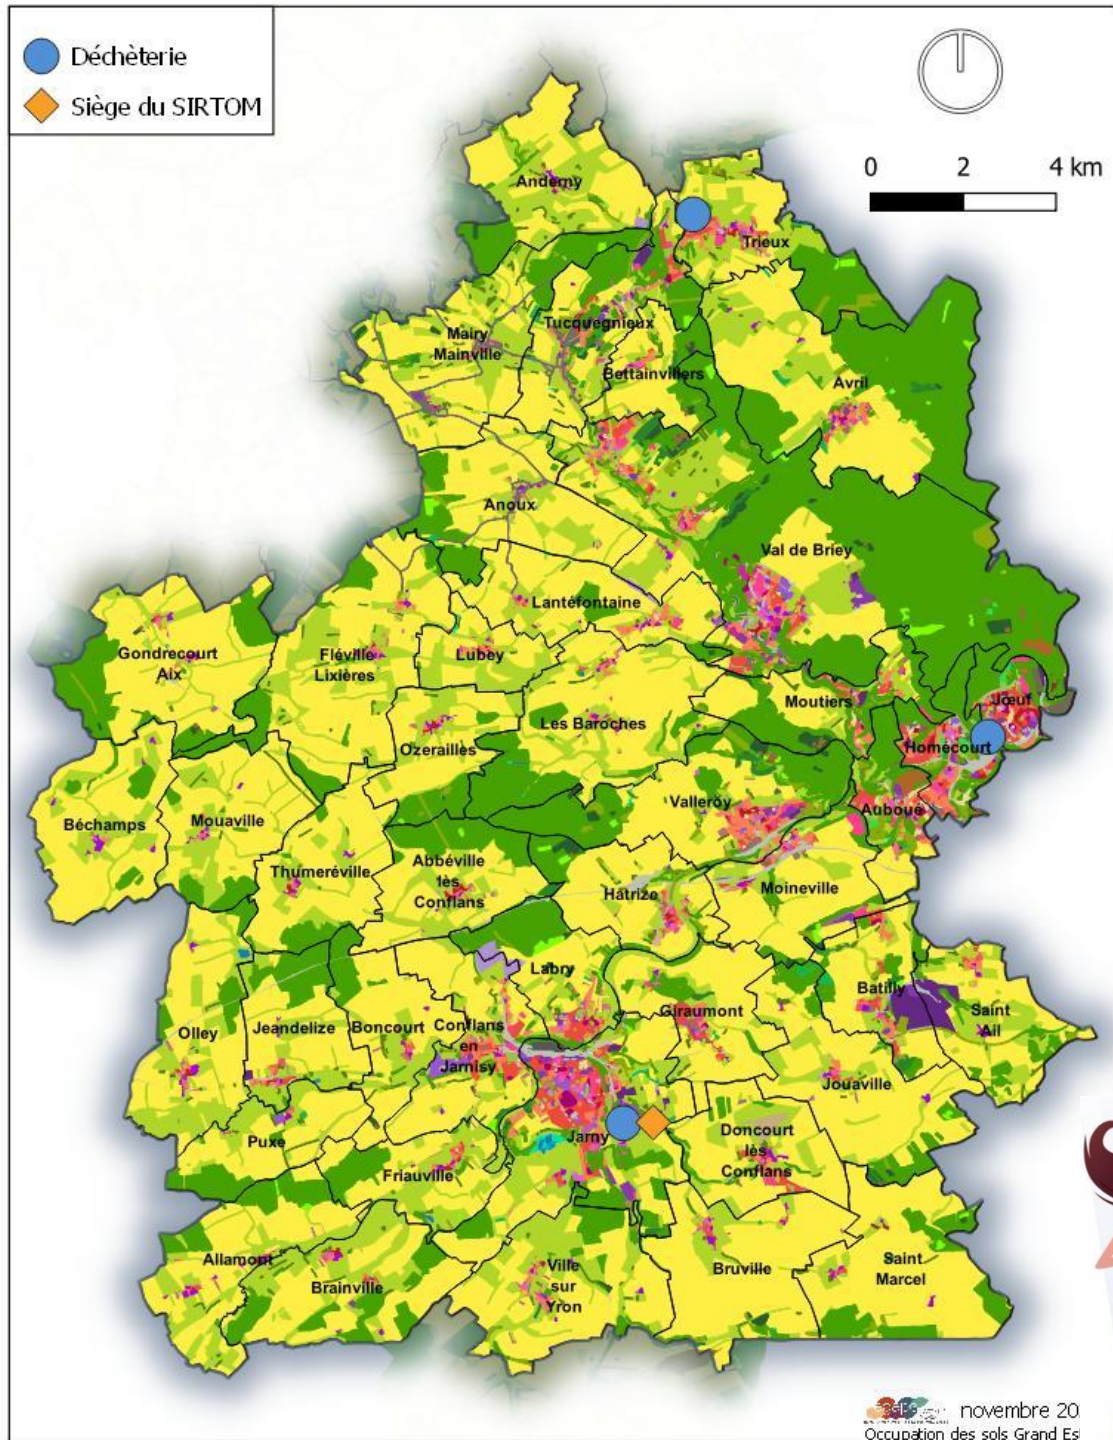 Déchèterie
Siège du SIRTOM
0 2 4 km
Anderny
Trieux
Tucquegnieux
Mairy
Mainville
Bettainvillers
Avril
Anoux
Val de Briey
Lantéfontaine
Gondrecourt
Aix
Fléville
Lixières
Lubey
Moutiers
Jœuf
Les Baroches
Ozerailles
Homécourt
Valleroy
Auboué
Béchamps
Mouaville
Thumeréville
Abbéville
lès
Conflans
Hatrize
Moineville
Labry
Batilly
Saint
Ail
Olley
Jeandelize
Boncourt
Conflans
en
Jarnisy
Giraumont
Jouaville
Puxe
Jarny
Doncourt
lès
Conflans
Friauville
Allamont
Brainville
Ville
sur
Yron
Bruville
Saint
Marcel
novembre 20
Occupation des sols Grand Es